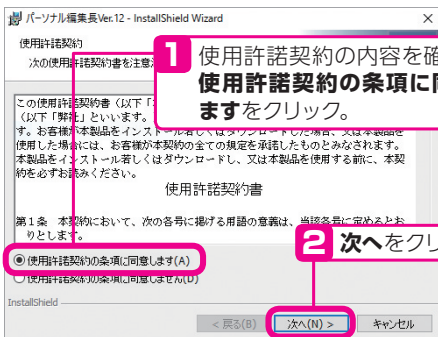 パーソナル編集長Ver.12 - InstallShield Wizard
使用許諾契約
次の使用許諾契約書を注意
1 使用許諾契約の内容を確
使用許諾契約の条項に同
ますをクリック。
この使用許諾契約書（以下「
（以下「弊社」といいます。
す。お客様が本製品をインストール若しくはダウンロードした場合、又は本製品を
使用した場合には、お客様が本契約の全ての規定を承諾したものとみなされます。
本製品をインストール若しくはダウンロードし、又は本製品を使用する前に、本契
約を必ずお読みください。
使用許諾契約書
第１条 本契約において、次の各号に掲げる用語の意義は、当該各号に定めるとお
りとします。
2 次へをクリ
使用許諾契約の条項に同意します(A)
使用許諾契約の条項に同意しません(D)
InstallShield
< 戻る(B)
次へ(N) >
キャンセル